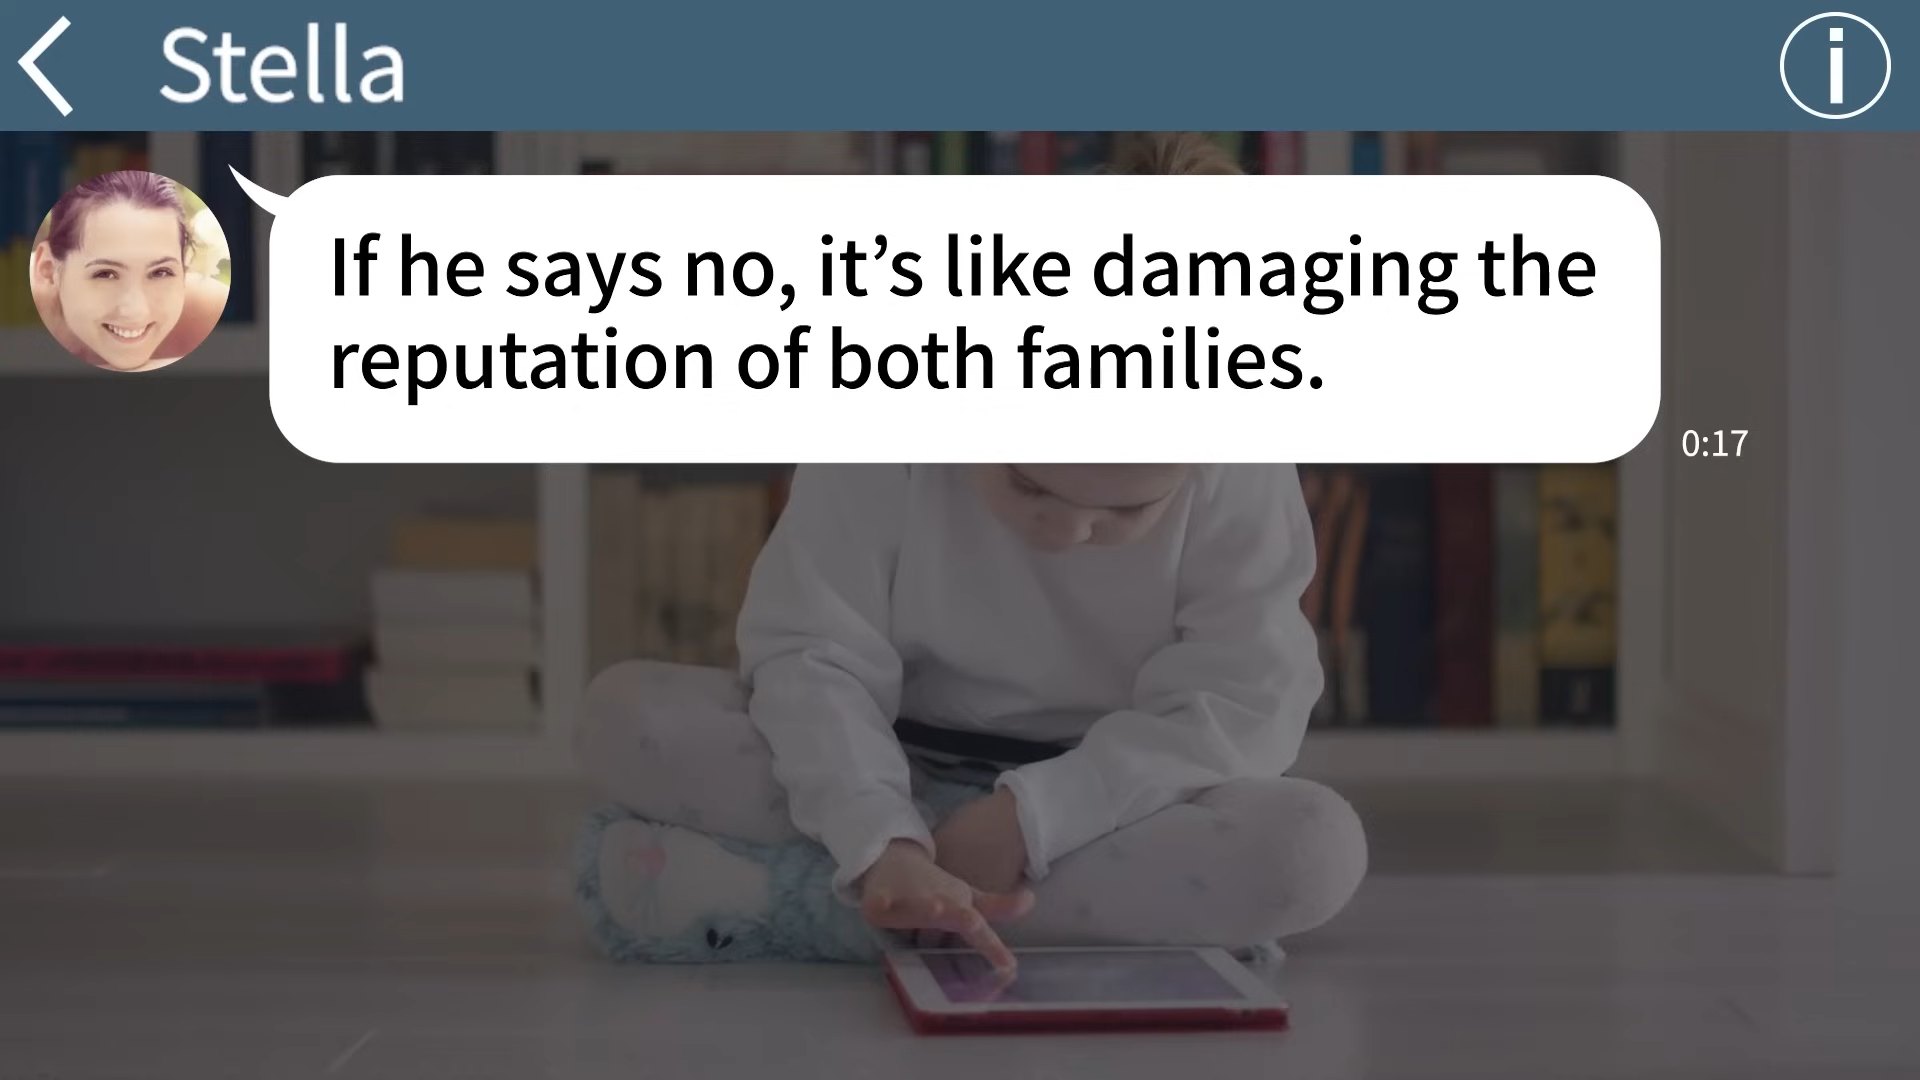 Stella
If he says no, it’s like damaging the
reputation of both families.
0:17